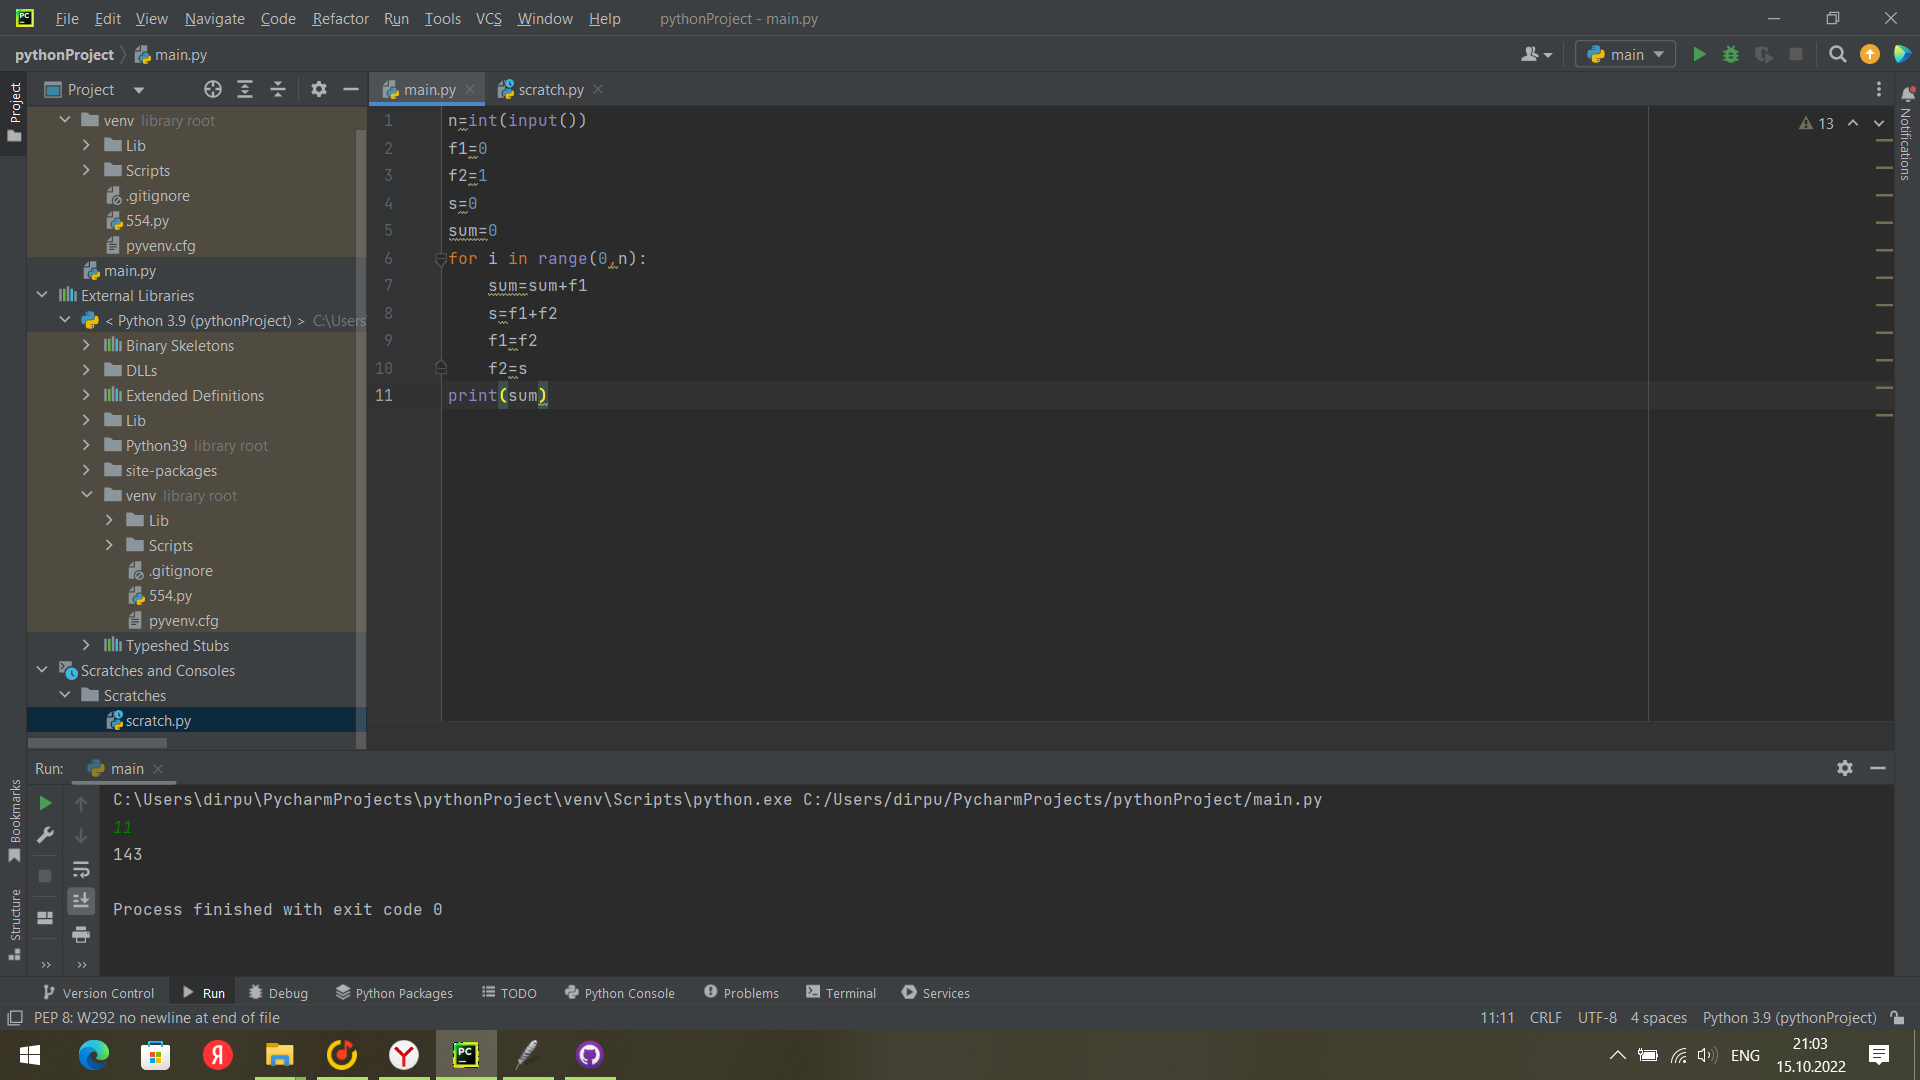 File Edit View Navigate Code Refactor Run Tools VCS Window Help pythonProject - main.py
pythonProject main.py main
Project main.py scratch.py
Project
venv library root
Lib
Scripts
.gitignore
554.py
pyvenv.cfg
main.py
External Libraries
< Python 3.9 (pythonProject) > C:\Users
Binary Skeletons
DLLs
Extended Definitions
Lib
Python39 library root
site-packages
venv library root
Lib
Scripts
.gitignore
554.py
pyvenv.cfg
Typeshed Stubs
Scratches and Consoles
Scratches
scratch.py
1 n=int(input())
2 f1=0
3 f2=1
4 s=0
5 sum=0
6 for i in range(0,n):
7 sum=sum+f1
8 s=f1+f2
9 f1=f2
10 f2=s
11 print(sum)
13
Notifications
Run: main
C:\Users\dirpu\PycharmProjects\pythonProject\venv\Scripts\python.exe C:/Users/dirpu/PycharmProjects/pythonProject/main.py
11
143
Process finished with exit code 0
Bookmarks
Structure
Version Control Run Debug Python Packages TODO Python Console Problems Terminal Services
PEP 8: W292 no newline at end of file 11:11 CRLF UTF-8 4 spaces Python 3.9 (pythonProject)
Я Y PC ENG 21:03
15.10.2022